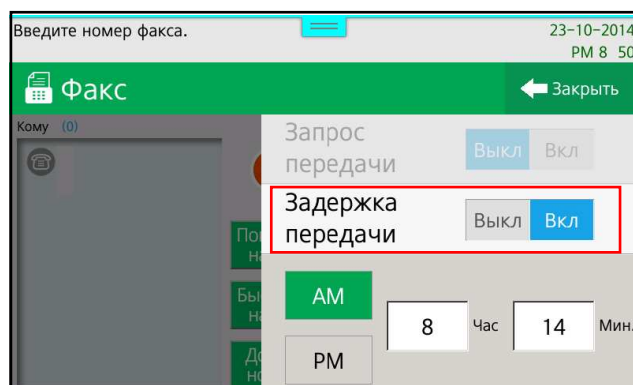 Введите номер факса.
23-10-2014
PM 8 50
Факс
Закрыть
Кому (0)
Запрос
передачи
Выкл Вкл
Задержка
передачи
Выкл Вкл
AM
8 Час 14 Мин.
PM